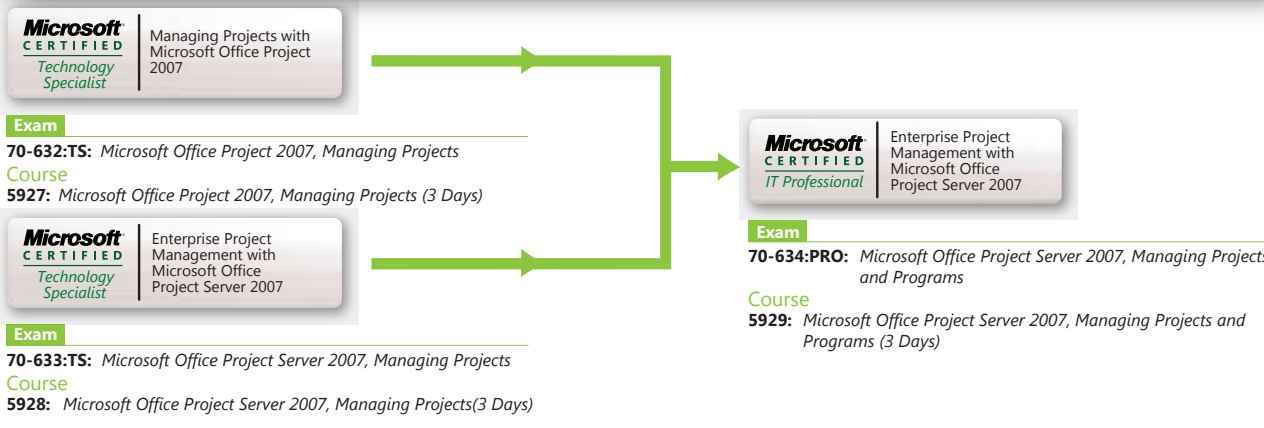 Microsoft
CERTIFIED
Technology
Specialist
Managing Projects with
Microsoft Office Project
2007
Exam
70-632:TS: Microsoft Office Project 2007, Managing Projects
Course
5927: Microsoft Office Project 2007, Managing Projects (3 Days)
Microsoft
CERTIFIED
Technology
Specialist
Enterprise Project
Management with
Microsoft Office
Project Server 2007
Exam
70-633:TS: Microsoft Office Project Server 2007, Managing Projects
Course
5928: Microsoft Office Project Server 2007, Managing Projects(3 Days)
Microsoft
CERTIFIED
IT Professional
Enterprise Project
Management with
Microsoft Office
Project Server 2007
Exam
70-634:PRO: Microsoft Office Project Server 2007, Managing Projects
and Programs
Course
5929: Microsoft Office Project Server 2007, Managing Projects and
Programs (3 Days)